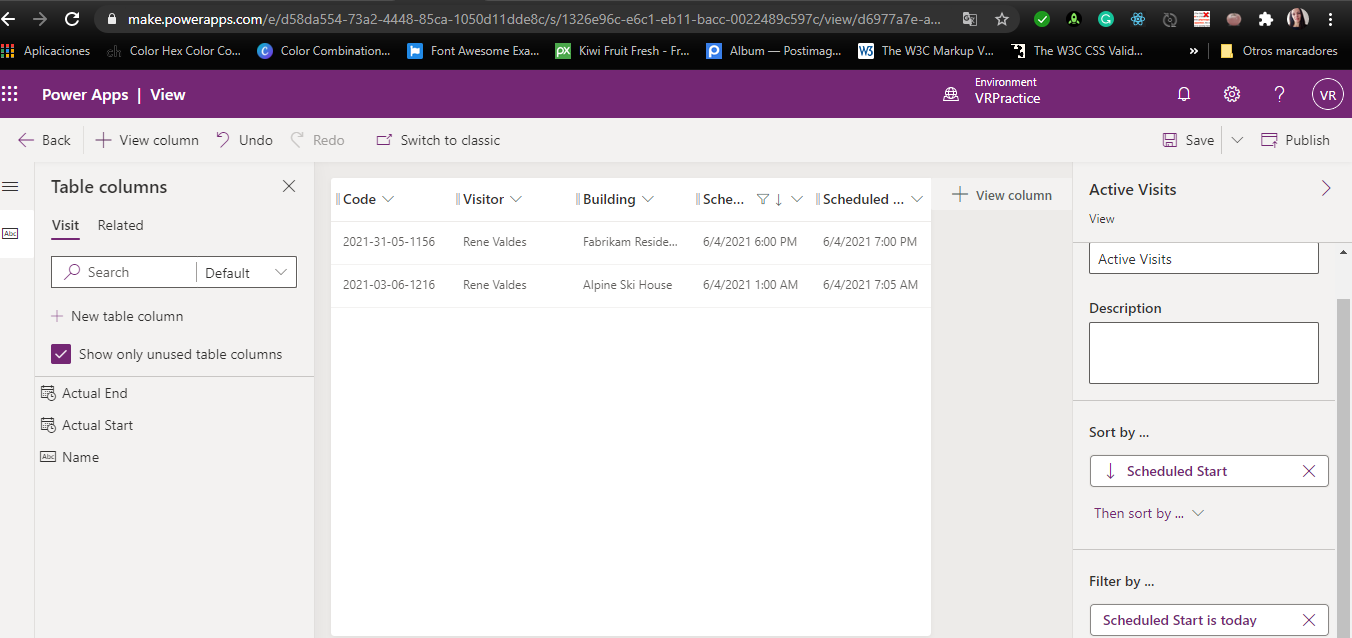 make.powerapps.com/e/d58da554-73a2-4448-85ca-1050d11dde8c/s/1326e96c-e6c1-eb11-bacc-0022489c597c/view/d6977a7e-a...
Aplicaciones Color Hex Color Co... Color Combination... Font Awesome Exa... Kiwi Fruit Fresh - Fr... Album — Postimag... The W3C Markup V... The W3C CSS Valid... » Otros marcadores
Power Apps | View
Environment
VRPractice
? VR
Back View column Undo Redo Switch to classic Save Publish
Table columns
Visit Related
Search Default
New table column
Show only unused table columns
Actual End
Actual Start
Abc Name
Code Visitor Building Sche... Scheduled ... View column
2021-31-05-1156 Rene Valdes Fabrikam Reside... 6/4/2021 6:00 PM 6/4/2021 7:00 PM
2021-03-06-1216 Rene Valdes Alpine Ski House 6/4/2021 1:00 AM 6/4/2021 7:05 AM
Active Visits
View
Active Visits
Description
Sort by ...
Scheduled Start
Then sort by ...
Filter by ...
Scheduled Start is today